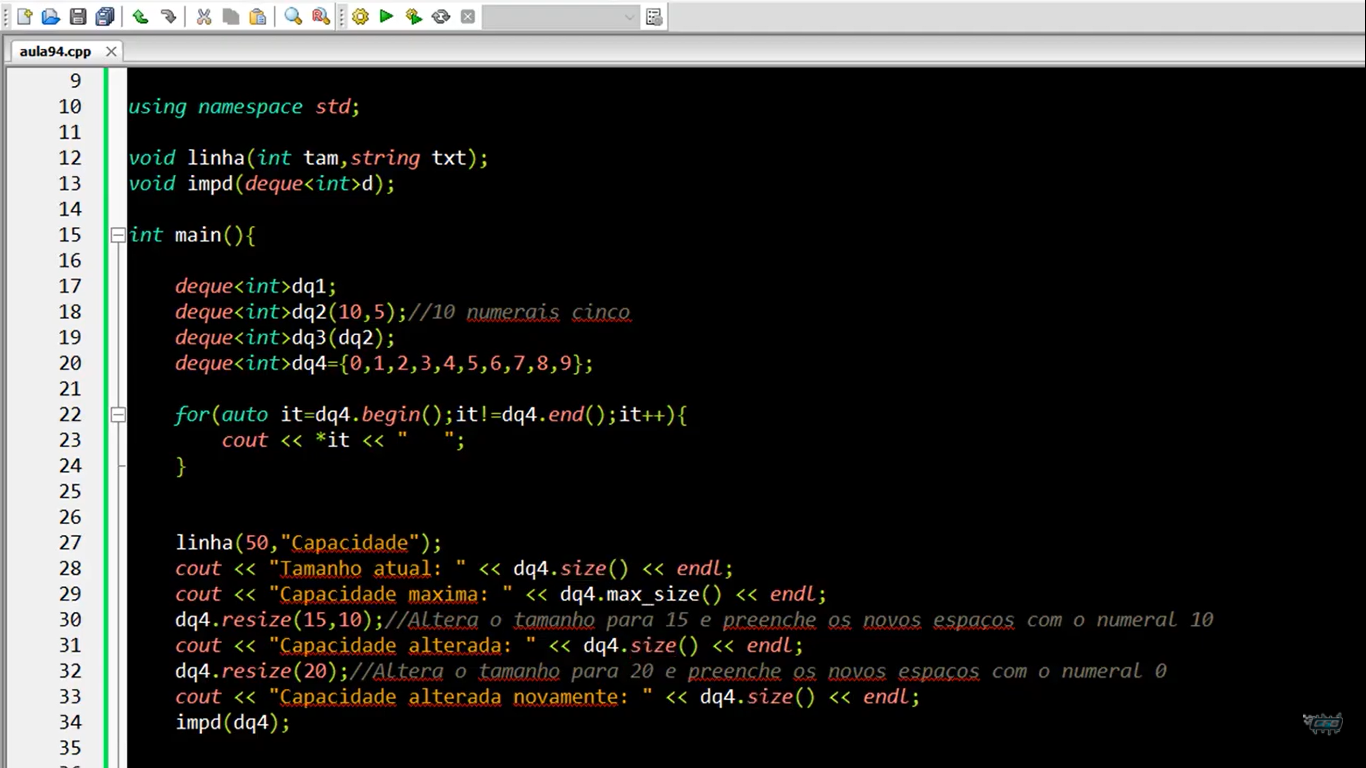 aula94.cpp
9
10 using namespace std;
11
12 void linha(int tam,string txt);
13 void impd(deque<int>d);
14
15 int main(){
16
17 deque<int>dq1;
18 deque<int>dq2(10,5);//10 numerais cinco
19 deque<int>dq3(dq2);
20 deque<int>dq4={0,1,2,3,4,5,6,7,8,9};
21
22 for(auto it=dq4.begin();it!=dq4.end();it++){
23 cout << *it << "   ";
24 }
25
26
27 linha(50,"Capacidade");
28 cout << "Tamanho atual: " << dq4.size() << endl;
29 cout << "Capacidade maxima: " << dq4.max_size() << endl;
30 dq4.resize(15,10);//Altera o tamanho para 15 e preenche os novos espaços com o numeral 10
31 cout << "Capacidade alterada: " << dq4.size() << endl;
32 dq4.resize(20);//Altera o tamanho para 20 e preenche os novos espaços com o numeral 0
33 cout << "Capacidade alterada novamente: " << dq4.size() << endl;
34 impd(dq4);
35